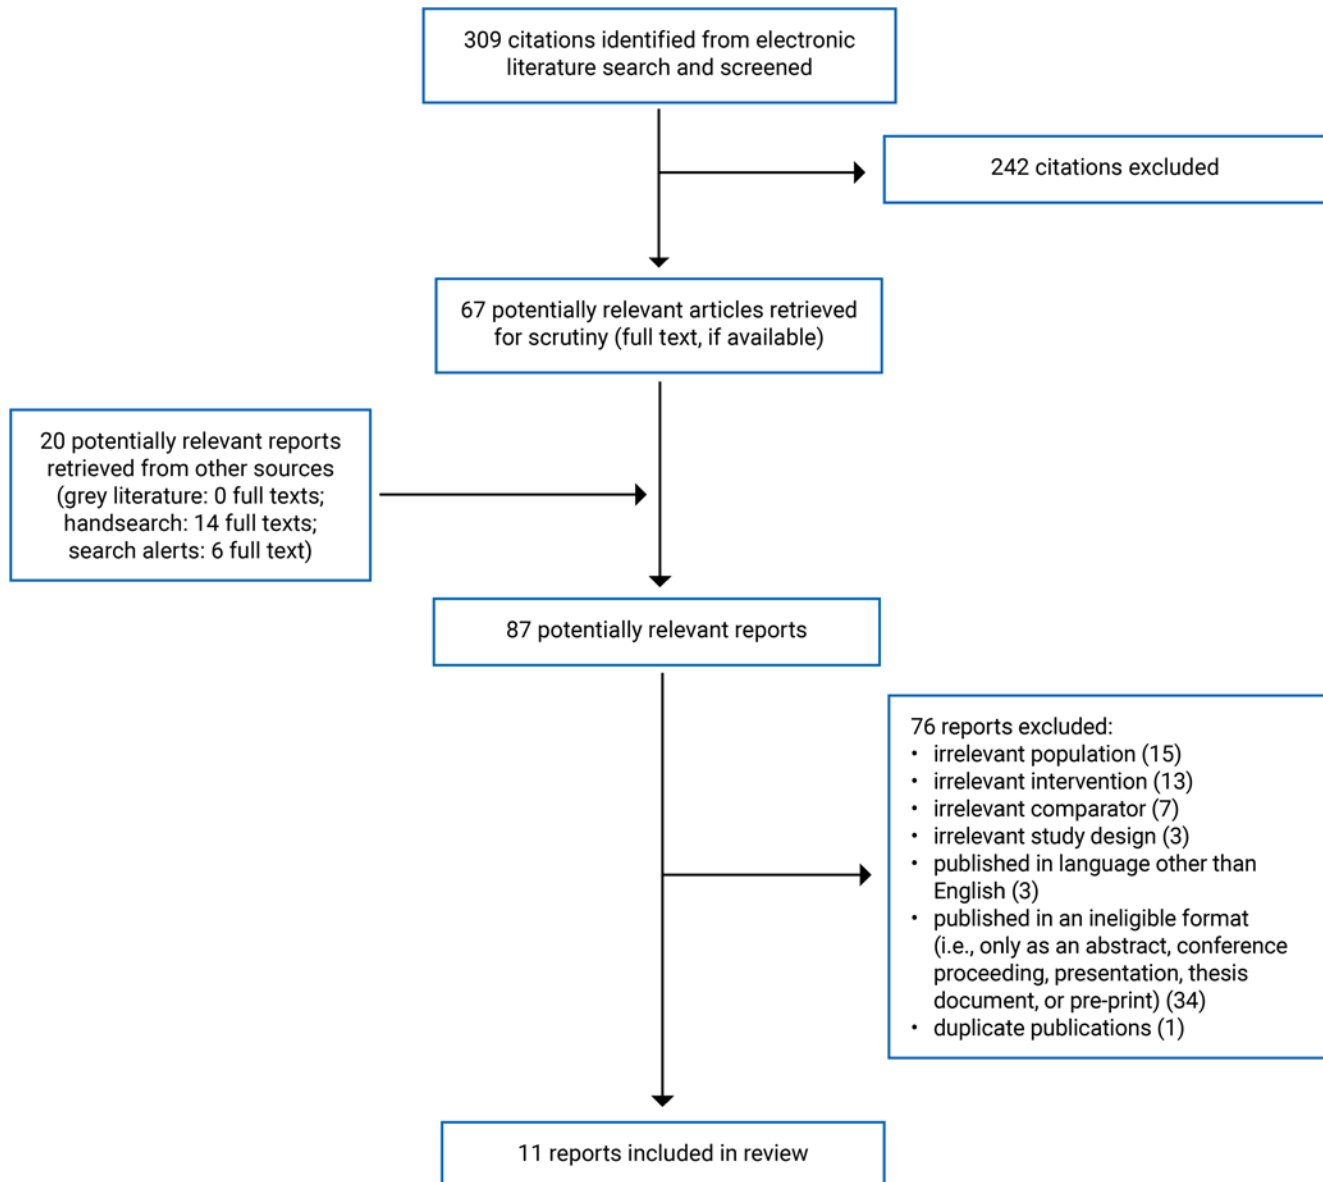 309 citations identified from electronic
literature search and screened
242 citations excluded
67 potentially relevant articles retrieved
for scrutiny (full text, if available)
20 potentially relevant reports
retrieved from other sources
(grey literature: 0 full texts;
handsearch: 14 full texts;
search alerts: 6 full text)
87 potentially relevant reports
76 reports excluded:
• irrelevant population (15)
• irrelevant intervention (13)
• irrelevant comparator (7)
• irrelevant study design (3)
• published in language other than
English (3)
• published in an ineligible format
(i.e., only as an abstract, conference
proceeding, presentation, thesis
document, or pre-print) (34)
• duplicate publications (1)
11 reports included in review